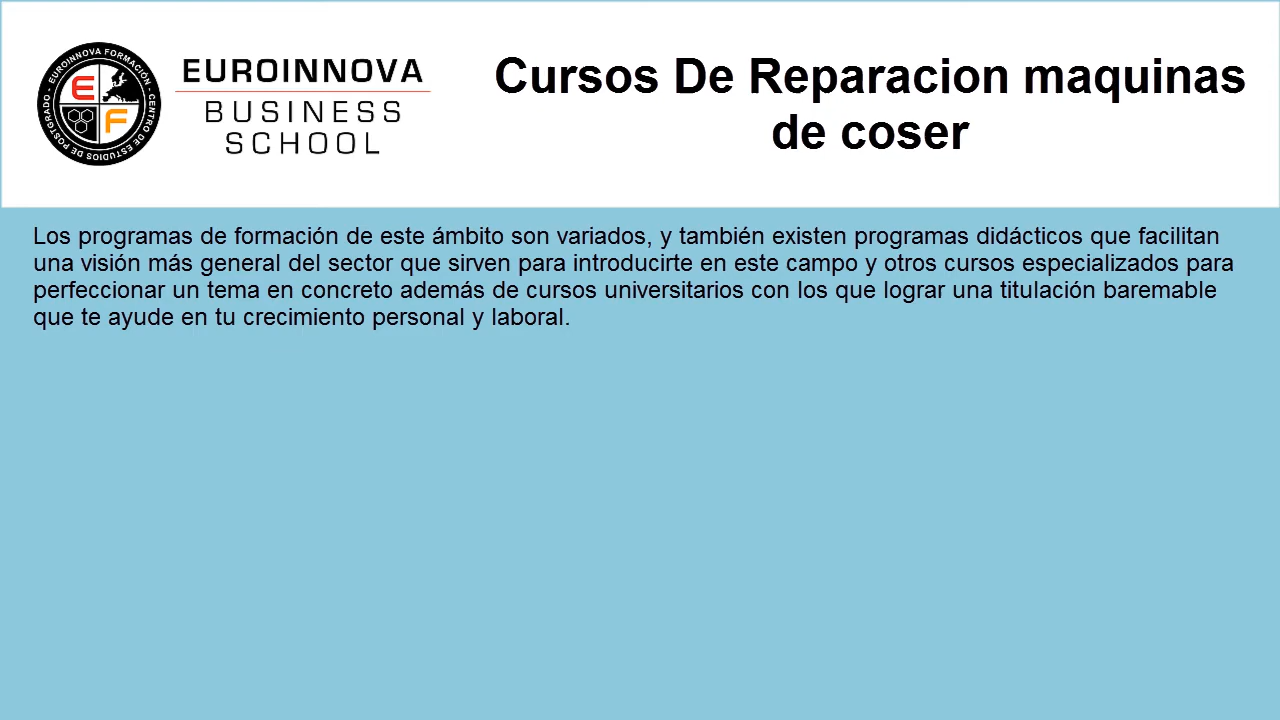 EUROINNOVA FORMACIÓN - CENTRO DE ESTUDIOS DE POSTGRADO -
E
F
EUROINNOVA
BUSINESS
SCHOOL
Cursos De Reparacion maquinas
de coser
Los programas de formación de este ámbito son variados, y también existen programas didácticos que facilitan
una visión más general del sector que sirven para introducirte en este campo y otros cursos especializados para
perfeccionar un tema en concreto además de cursos universitarios con los que lograr una titulación baremable
que te ayude en tu crecimiento personal y laboral.